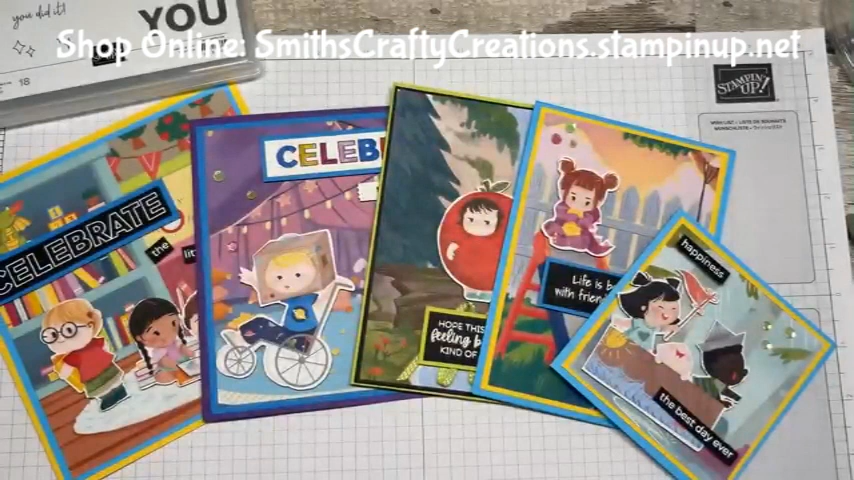 you did it!
YOU
18
Shop Online: SmithsCraftyCreations.stampinup.net
STAMPIN' UP!
CELEBRATE
the
CELEB
HOPE THIS
feeling b
KIND OF
Life is b
with frien
happiness
the best day ever